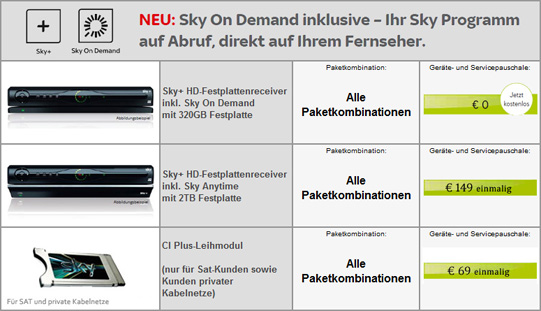 NEU: Sky On Demand inklusive – Ihr Sky Programm
auf Abruf, direkt auf Ihrem Fernseher.
Sky+
Sky On Demand
Abbildungsbeispiel
Sky+ HD-Festplattenreceiver
inkl. Sky On Demand
mit 320GB Festplatte
Paketkombination:
Alle
Paketkombinationen
Geräte- und Servicepauschale:
€ 0
Jetzt
kostenlos
Abbildungsbeispiel
Sky+ HD-Festplattenreceiver
inkl. Sky Anytime
mit 2TB Festplatte
Paketkombination:
Alle
Paketkombinationen
Geräte- und Servicepauschale:
€ 149 einmalig
Für SAT und private Kabelnetze
CI Plus-Leihmodul
(nur für Sat-Kunden sowie
Kunden privater
Kabelnetze)
Paketkombination:
Alle
Paketkombinationen
Geräte- und Servicepauschale:
€ 69 einmalig